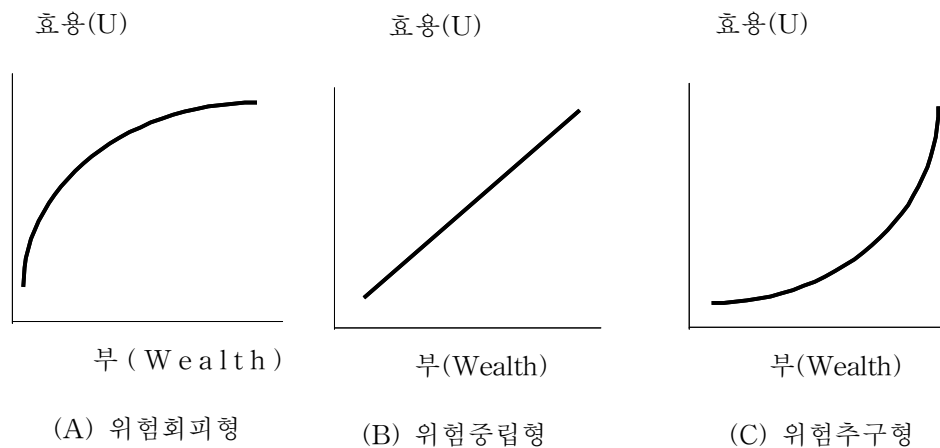 효용(U) 효용(U) 효용(U)
부 ( W e a l t h ) 부(Wealth) 부(Wealth)
(A) 위험회피형 (B) 위험중립형 (C) 위험추구형